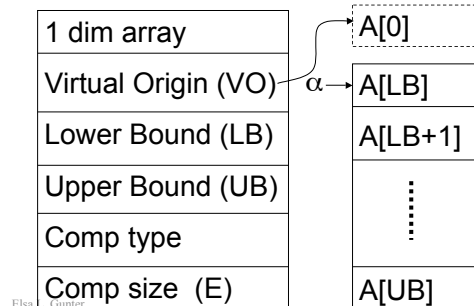 1 dim array
Virtual Origin (VO)
Lower Bound (LB)
Upper Bound (UB)
Comp type
Comp size (E)
A[0]
α
A[LB]
A[LB+1]
A[UB]
Elsa L. Gunter